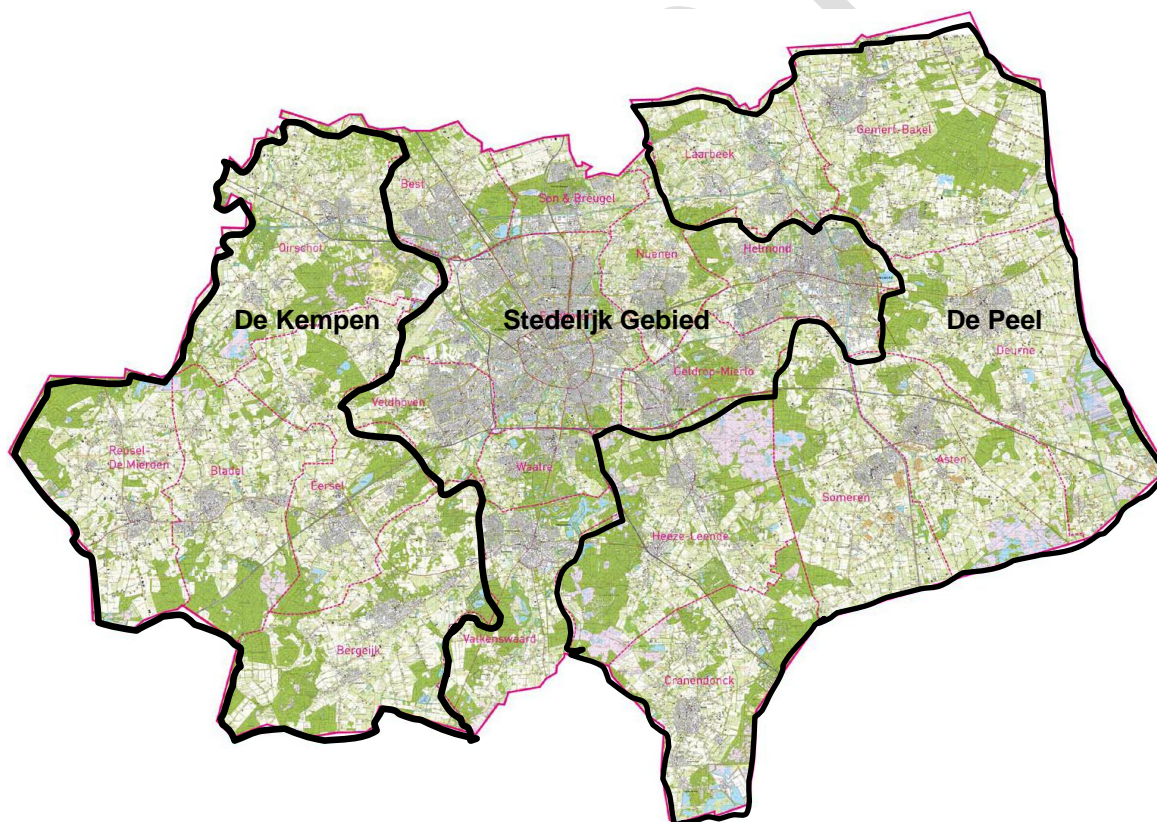 Gemert-Bakel
Laarbeek
Best
Son & Breugel
Oirschot
Nuenen
Helmond
De Kempen
Stedelijk Gebied
De Peel
Deurne
Geldrop-Mierlo
Veldhoven
Reusel-
De Mierden
Bladel
Eersel
Waalre
Asten
Someren
Heeze-Leende
Valkenswaard
Bergeijk
Cranendonck